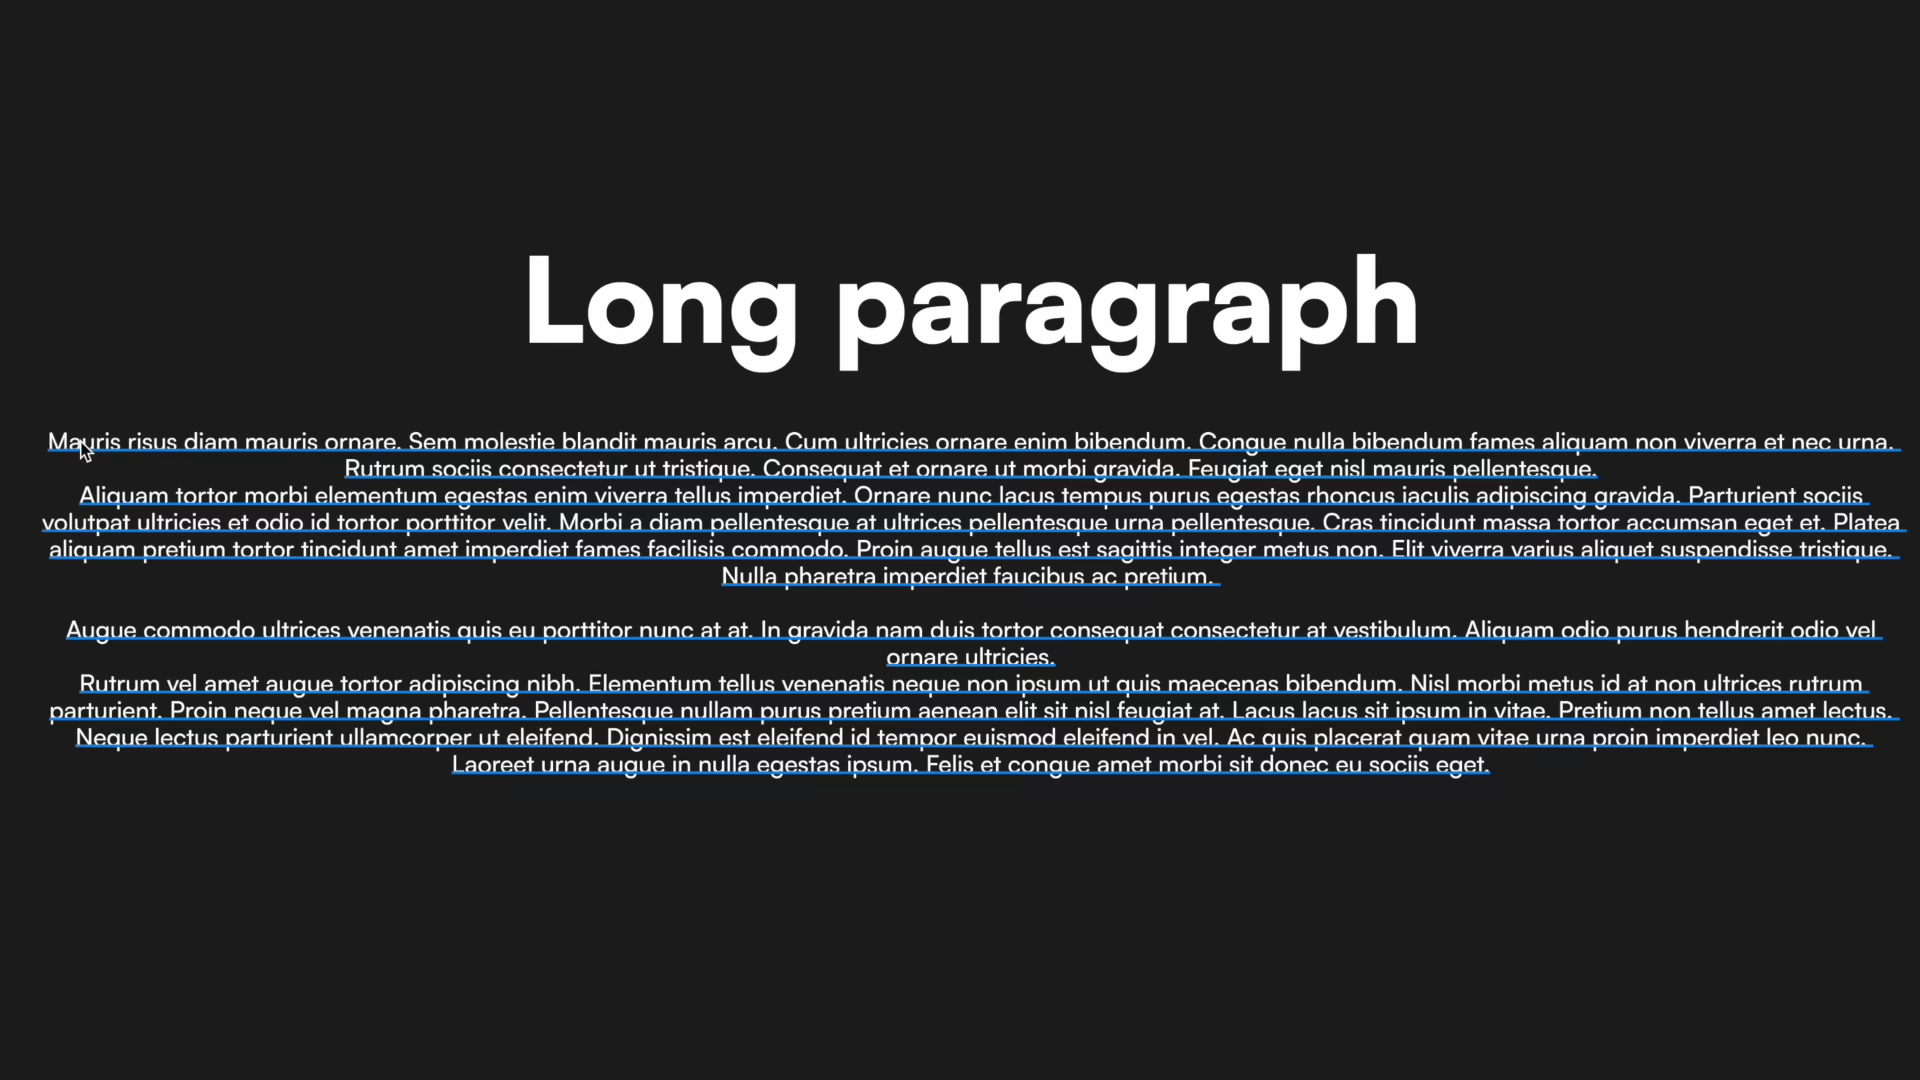 Long paragraph
Mauris risus diam mauris ornare. Sem molestie blandit mauris arcu. Cum ultricies ornare enim bibendum. Congue nulla bibendum fames aliquam non viverra et nec urna.
Rutrum sociis consectetur ut tristique. Consequat et ornare ut morbi gravida. Feugiat eget nisl mauris pellentesque.
Aliquam tortor morbi elementum egestas enim viverra tellus imperdiet. Ornare nunc lacus tempus purus egestas rhoncus iaculis adipiscing gravida. Parturient sociis
volutpat ultricies et odio id tortor porttitor velit. Morbi a diam pellentesque at ultrices pellentesque urna pellentesque. Cras tincidunt massa tortor accumsan eget et. Platea
aliquam pretium tortor tincidunt amet imperdiet fames facilisis commodo. Proin augue tellus est sagittis integer metus non. Elit viverra varius aliquet suspendisse tristique.
Nulla pharetra imperdiet faucibus ac pretium.
Augue commodo ultrices venenatis quis eu porttitor nunc at at. In gravida nam duis tortor consequat consectetur at vestibulum. Aliquam odio purus hendrerit odio vel
ornare ultricies.
Rutrum vel amet augue tortor adipiscing nibh. Elementum tellus venenatis neque non ipsum ut quis maecenas bibendum. Nisl morbi metus id at non ultrices rutrum
parturient. Proin neque vel magna pharetra. Pellentesque nullam purus pretium aenean elit sit nisl feugiat at. Lacus lacus sit ipsum in vitae. Pretium non tellus amet lectus.
Neque lectus parturient ullamcorper ut eleifend. Dignissim est eleifend id tempor euismod eleifend in vel. Ac quis placerat quam vitae urna proin imperdiet leo nunc.
Laoreet urna augue in nulla egestas ipsum. Felis et congue amet morbi sit donec eu sociis eget.